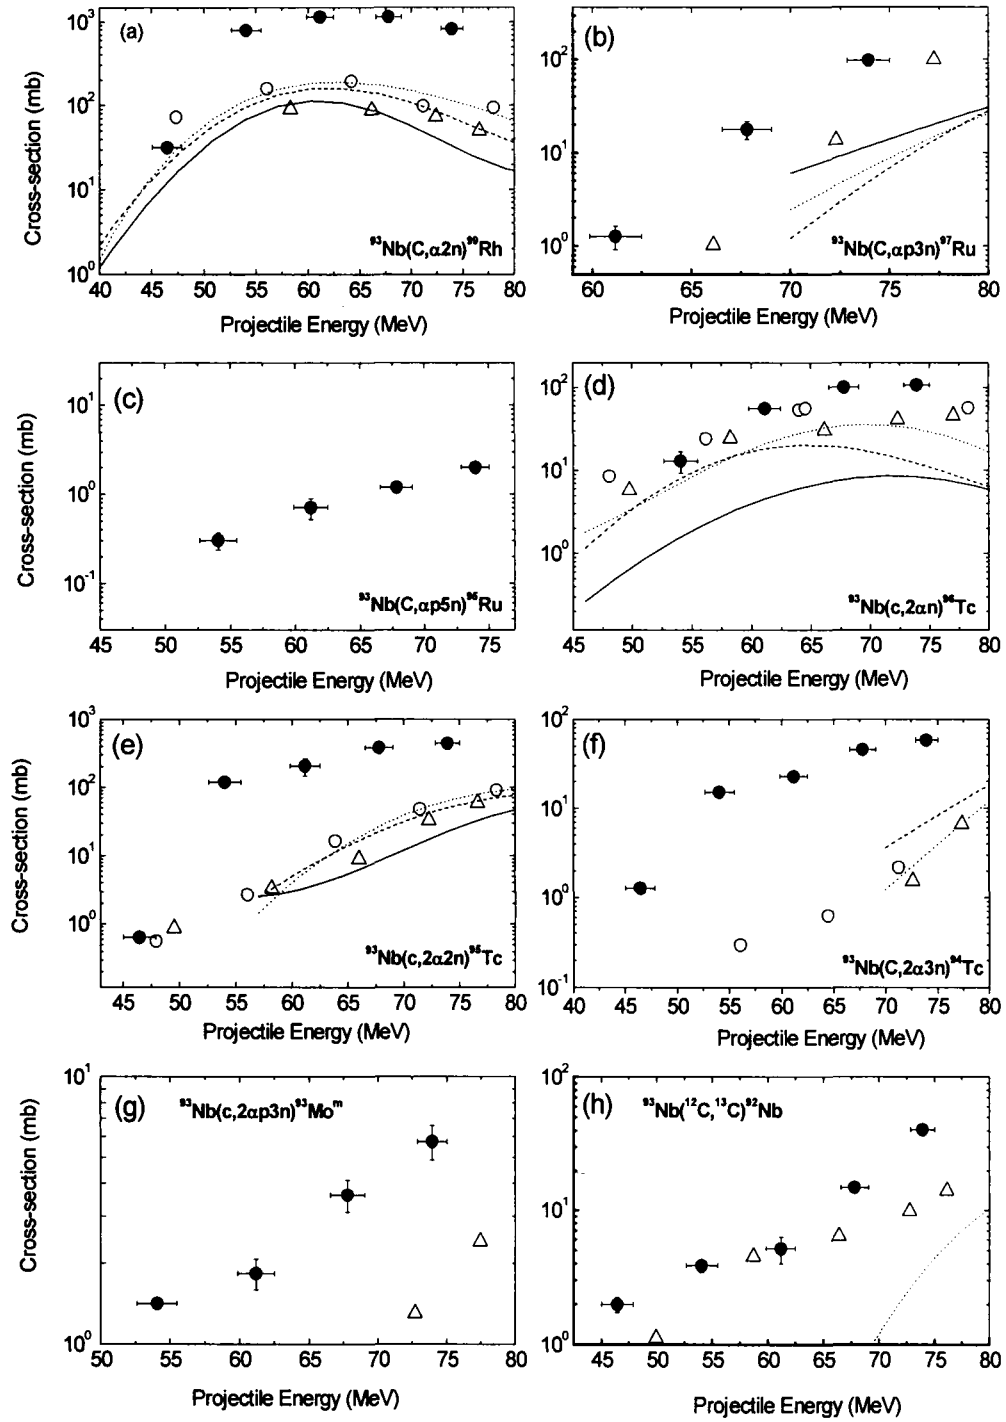 (a)
Cross-section (mb)
10³
10²
10¹
10⁰
⁹³Nb(C,α2n)⁹⁹Rh
40 45 50 55 60 65 70 75 80
Projectile Energy (MeV)
(b)
10²
10¹
10⁰
⁹³Nb(C,αp3n)⁹⁷Ru
60 65 70 75 80
Projectile Energy (MeV)
(c)
Cross-section (mb)
10¹
10⁰
10⁻¹
⁹³Nb(C,αp5n)⁹⁵Ru
45 50 55 60 65 70 75
Projectile Energy (MeV)
(d)
10²
10¹
10⁰
⁹³Nb(c,2αn)⁹⁶Tc
45 50 55 60 65 70 75 80
Projectile Energy (MeV)
(e)
Cross-section (mb)
10³
10²
10¹
10⁰
⁹³Nb(c,2α2n)⁹⁵Tc
45 50 55 60 65 70 75 80
Projectile Energy (MeV)
(f)
10²
10¹
10⁰
10⁻¹
⁹³Nb(C,2α3n)⁹⁴Tc
40 45 50 55 60 65 70 75 80
Projectile Energy (MeV)
(g)
⁹³Nb(c,2αp3n)⁹³Moᵐ
Cross-section (mb)
10¹
10⁰
50 55 60 65 70 75 80
Projectile Energy (MeV)
(h)
⁹³Nb(¹²C,¹³C)⁹²Nb
10²
10¹
10⁰
45 50 55 60 65 70 75 80
Projectile Energy (MeV)